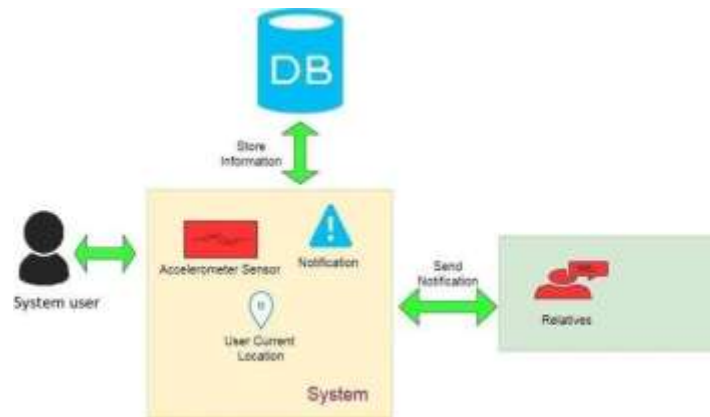 DB
Store
Information
Accelerometer Sensor
Notification
User Current
Location
System
System user
Send
Notification
Relatives